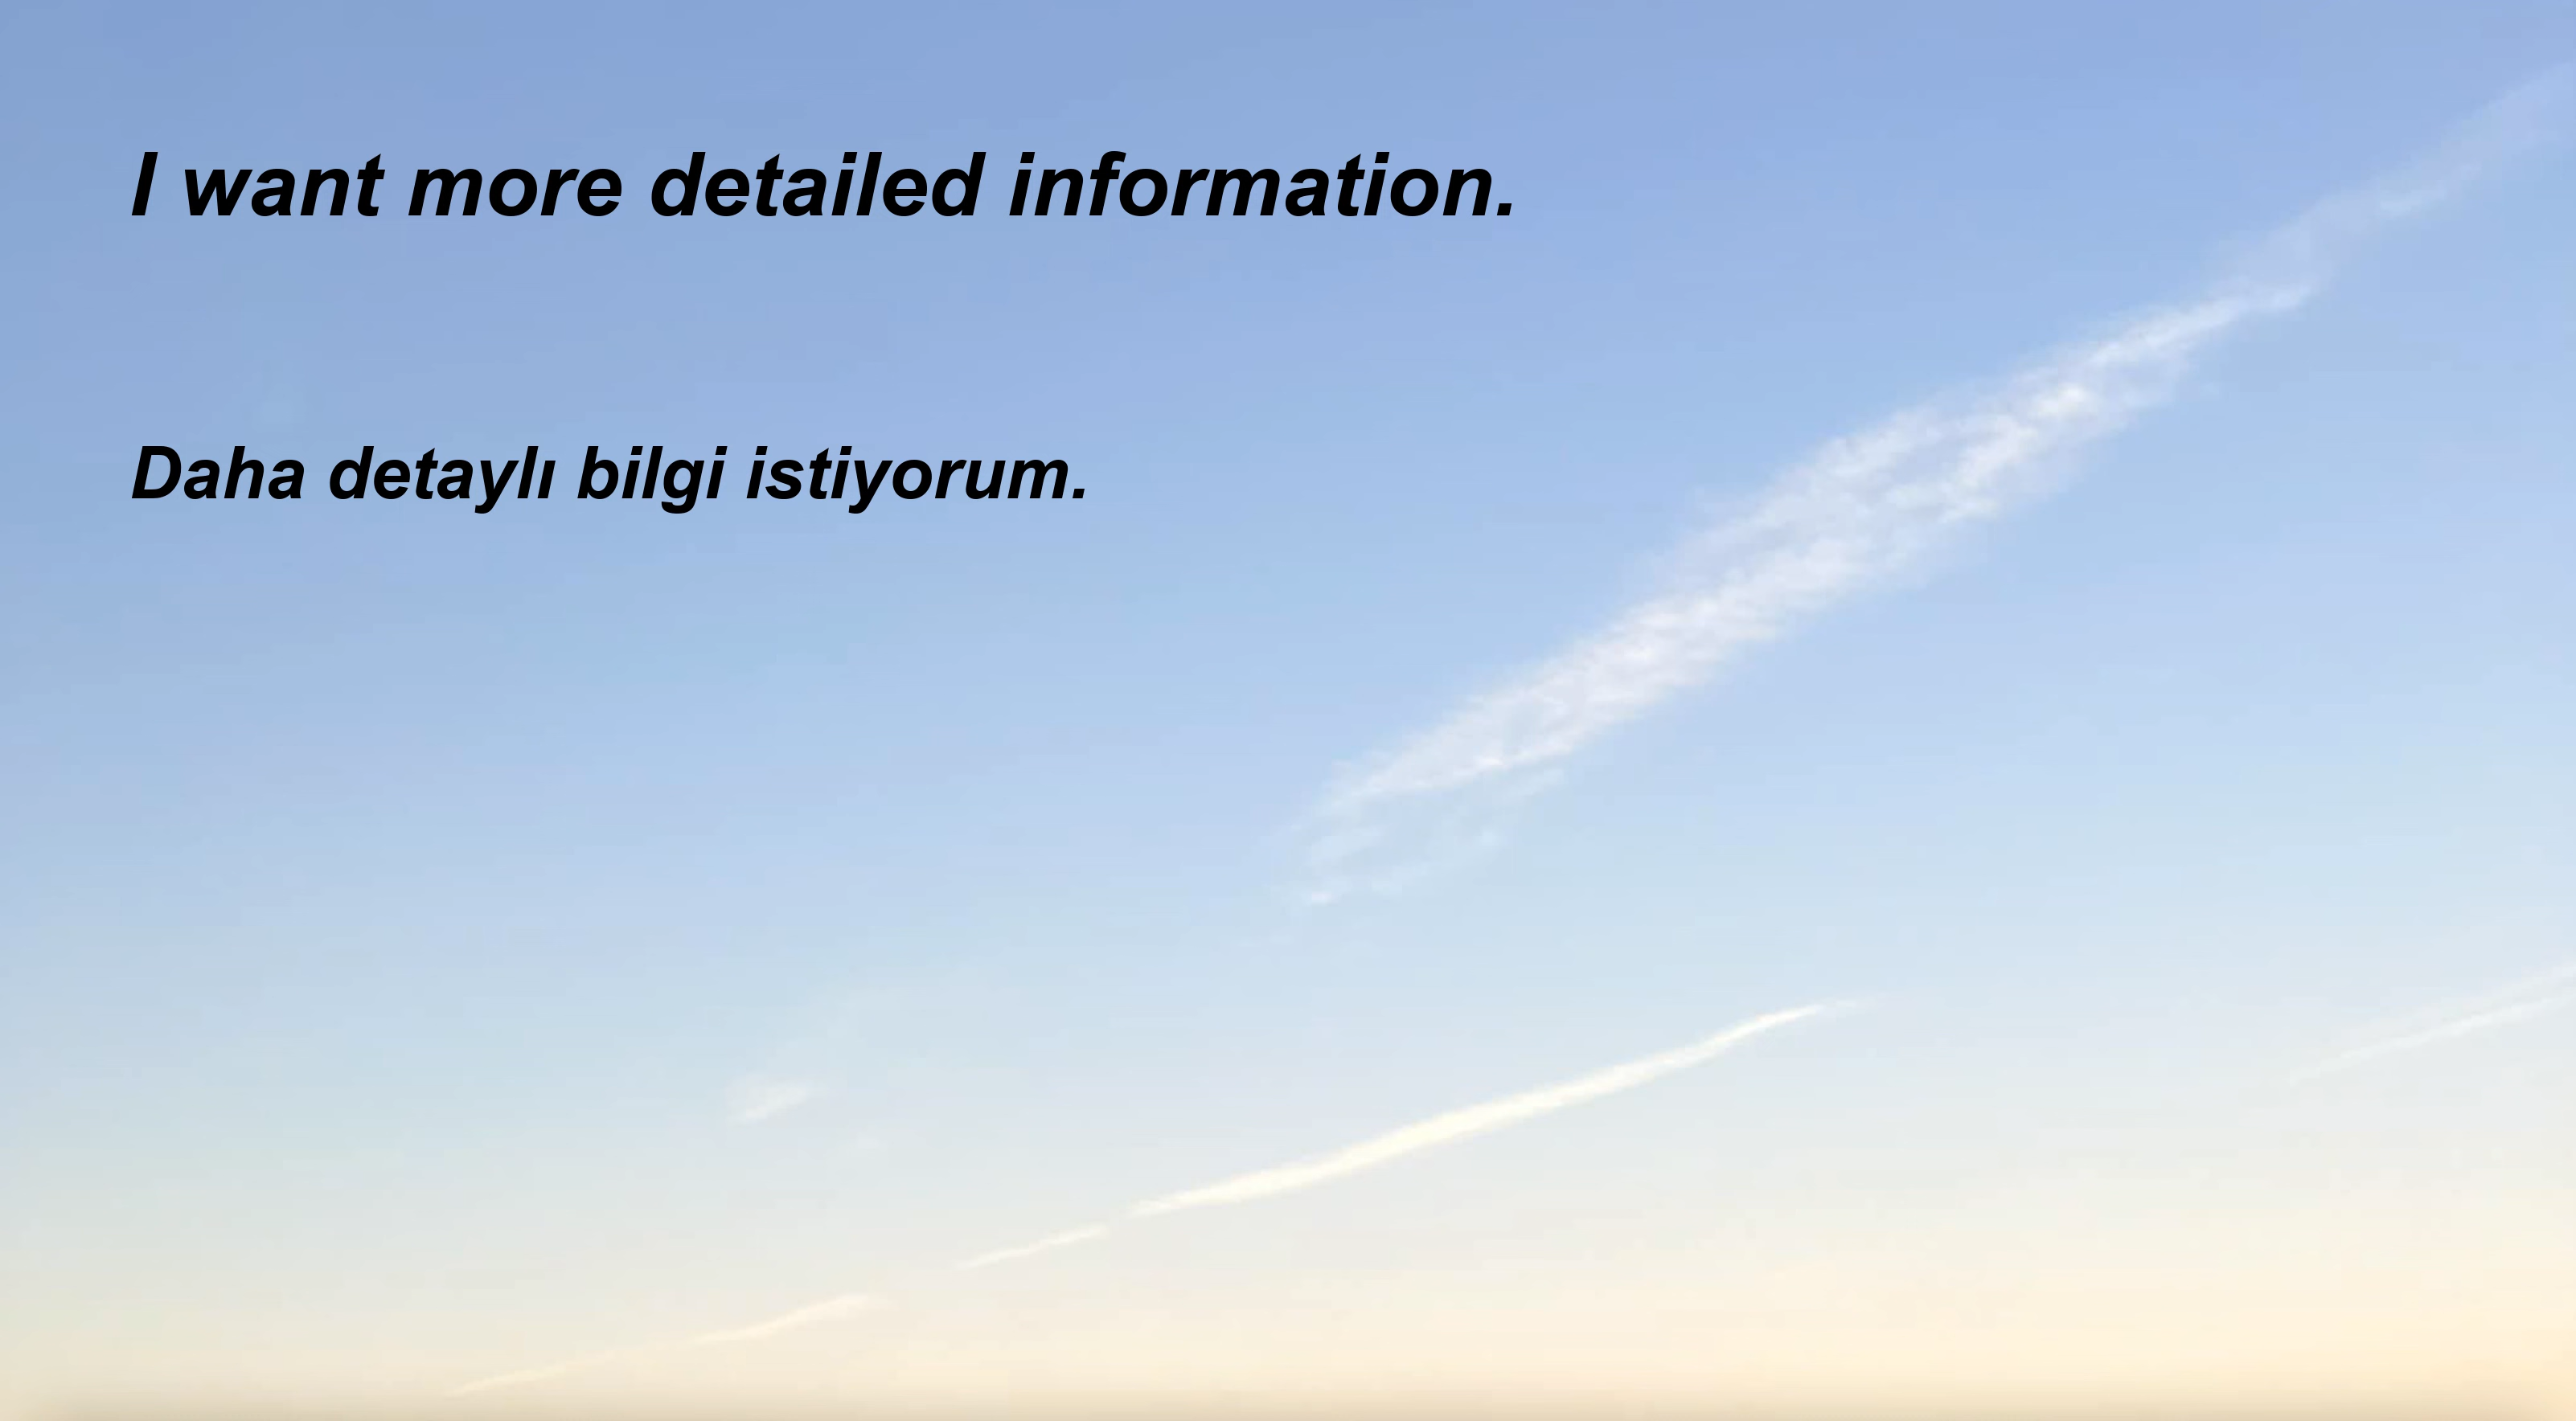 I want more detailed information.
Daha detaylı bilgi istiyorum.